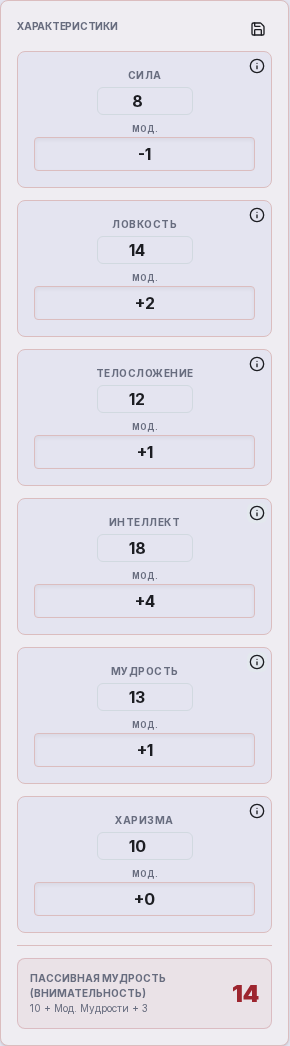 ХАРАКТЕРИСТИКИ
СИЛА
8
МОД.
-1
ЛОВКОСТЬ
14
МОД.
+2
ТЕЛОСЛОЖЕНИЕ
12
МОД.
+1
ИНТЕЛЛЕКТ
18
МОД.
+4
МУДРОСТЬ
13
МОД.
+1
ХАРИЗМА
10
МОД.
+0
ПАССИВНАЯ МУДРОСТЬ
(ВНИМАТЕЛЬНОСТЬ)
10 + Мод. Мудрости + 3
14